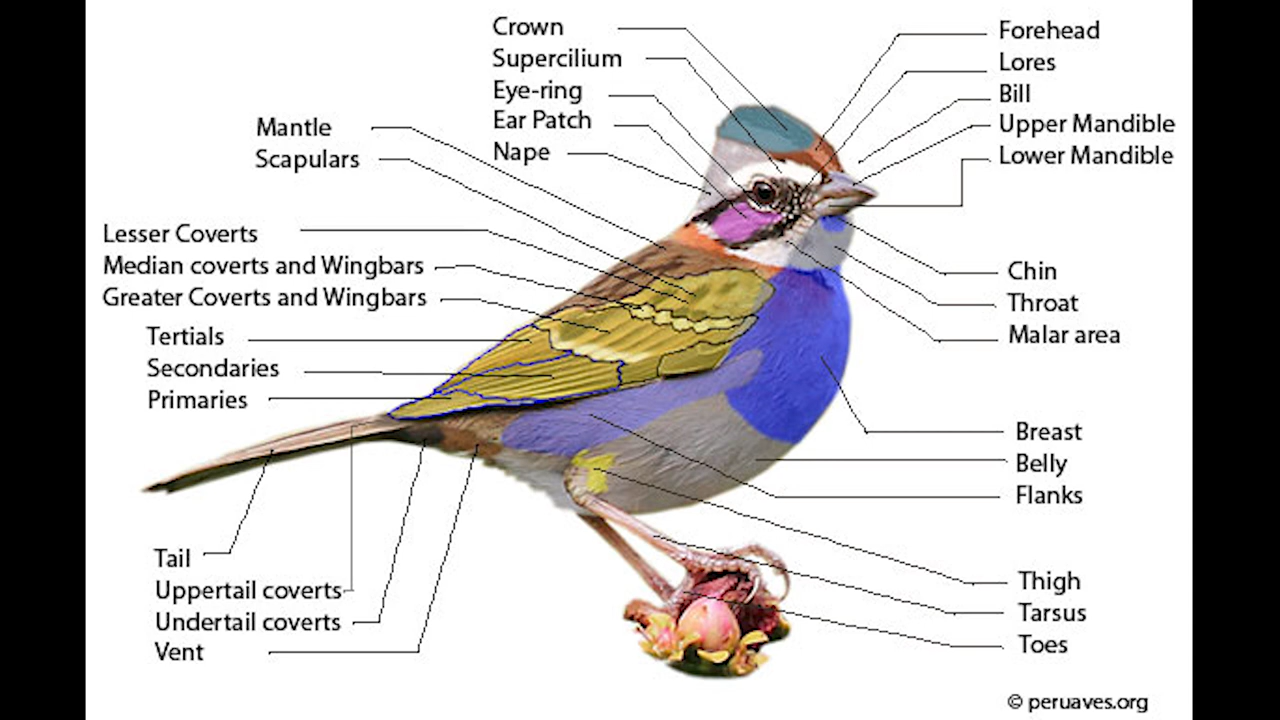 Crown
Supercilium
Eye-ring
Ear Patch
Nape
Mantle
Scapulars
Lesser Coverts
Median coverts and Wingbars
Greater Coverts and Wingbars
Tertials
Secondaries
Primaries
Tail
Uppertail coverts
Undertail coverts
Vent
Forehead
Lores
Bill
Upper Mandible
Lower Mandible
Chin
Throat
Malar area
Breast
Belly
Flanks
Thigh
Tarsus
Toes
© peruaves.org